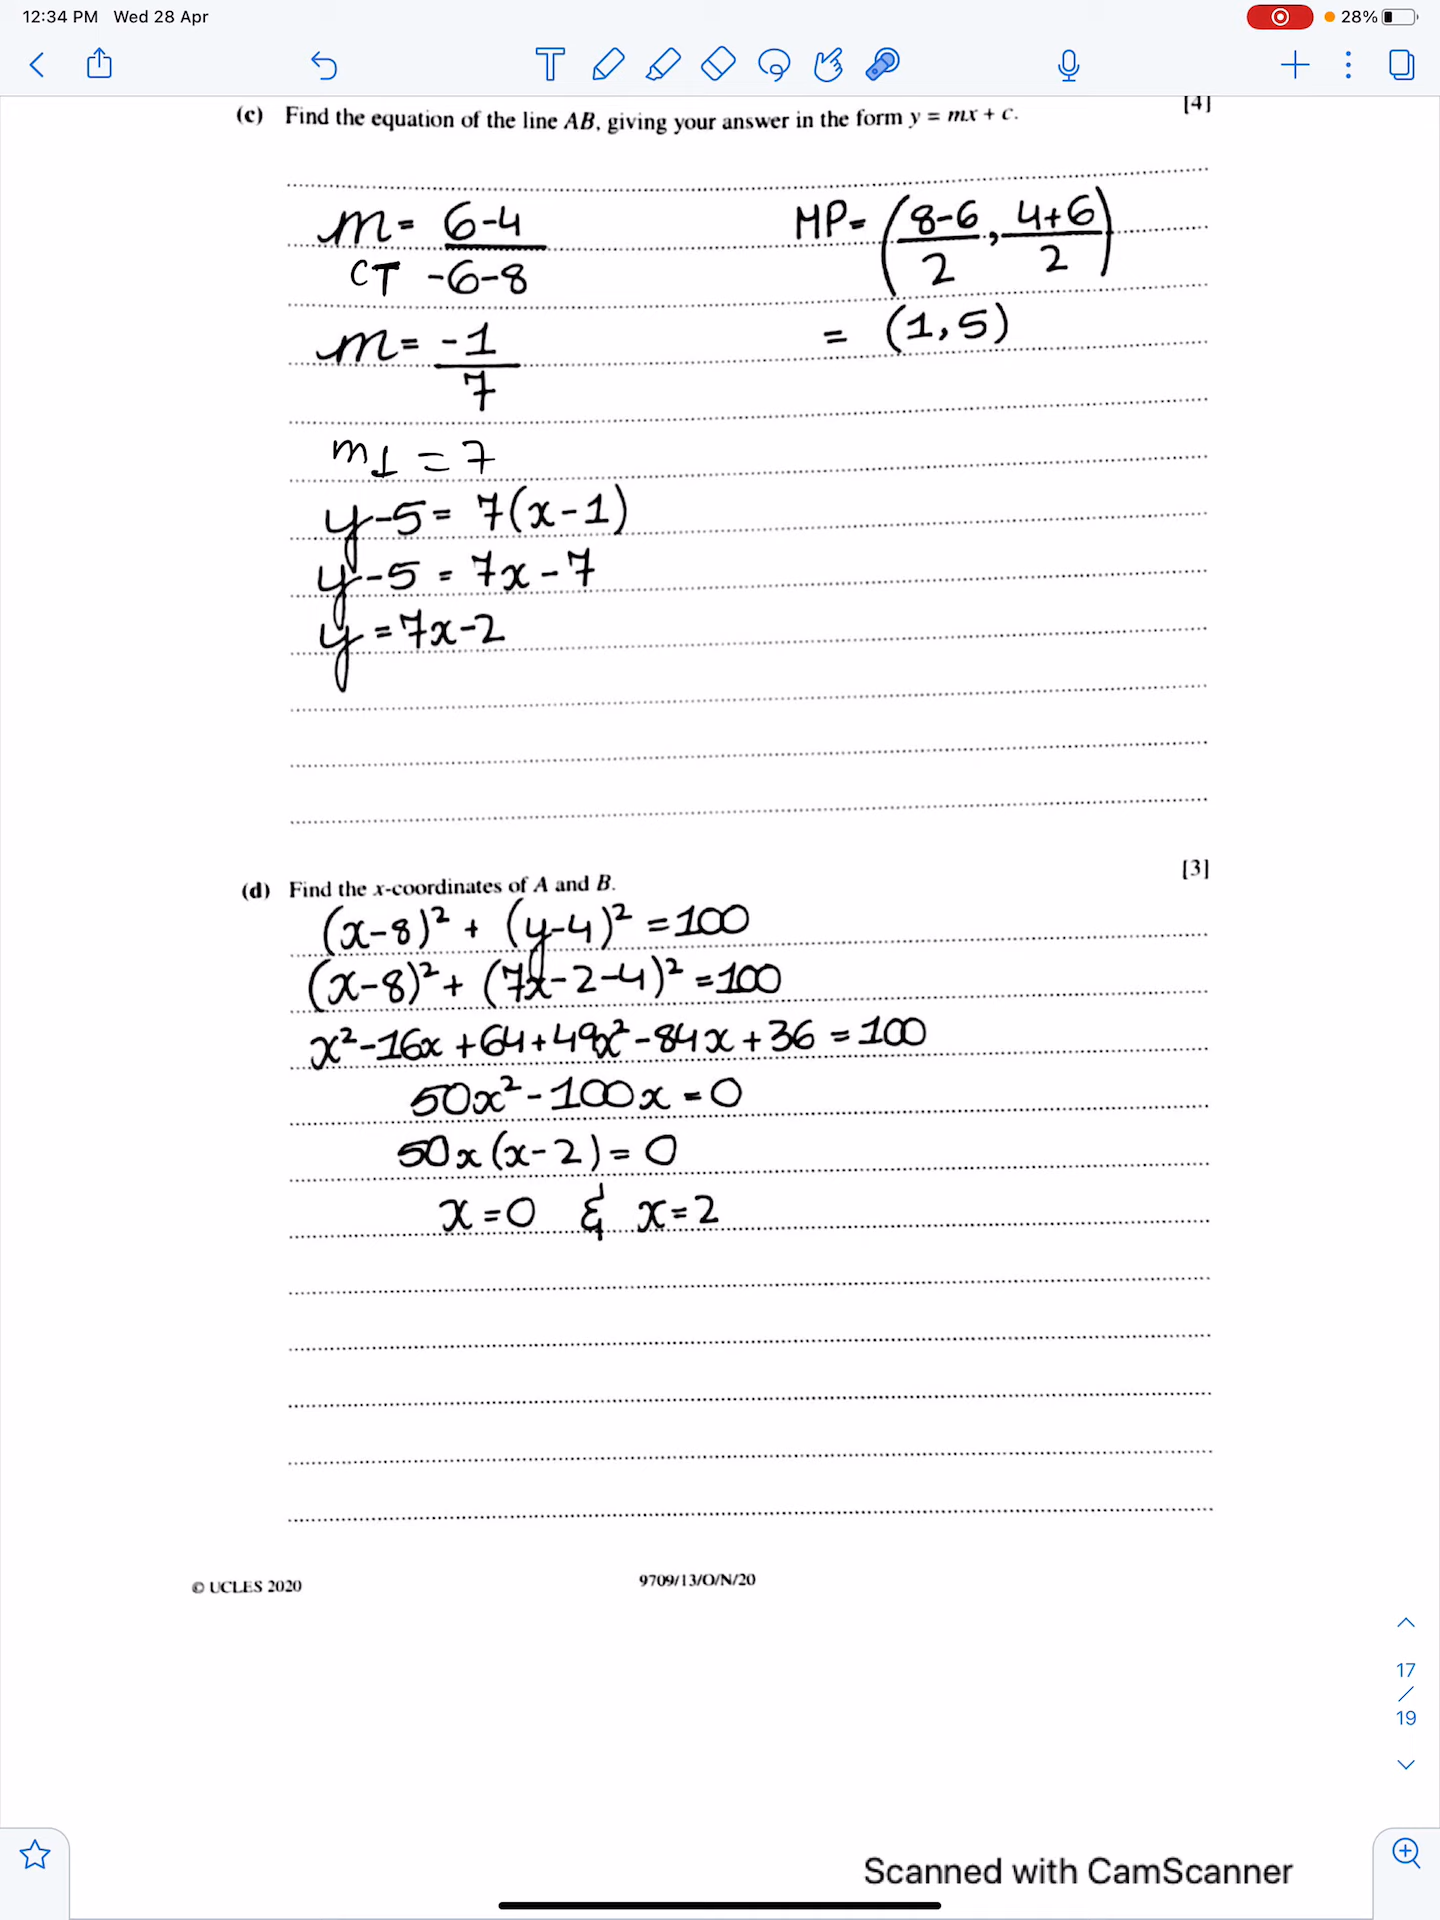 12:34 PM Wed 28 Apr
28%
(c) Find the equation of the line AB, giving your answer in the form y = mx + c. [4]
m = 6-4 / -6-8
CT
MP= (8-6 / 2 , 4+6 / 2)
= (1,5)
m = -1 / 7
m⊥ = 7
y-5 = 7(x-1)
y-5 = 7x-7
y = 7x-2
(d) Find the x-coordinates of A and B. [3]
(x-8)² + (y-4)² = 100
(x-8)² + (7x-2-4)² = 100
x²-16x+64+49x²-84x+36 = 100
50x²-100x = 0
50x(x-2) = 0
x=0 & x=2
© UCLES 2020
9709/13/O/N/20
17
/
19
Scanned with CamScanner